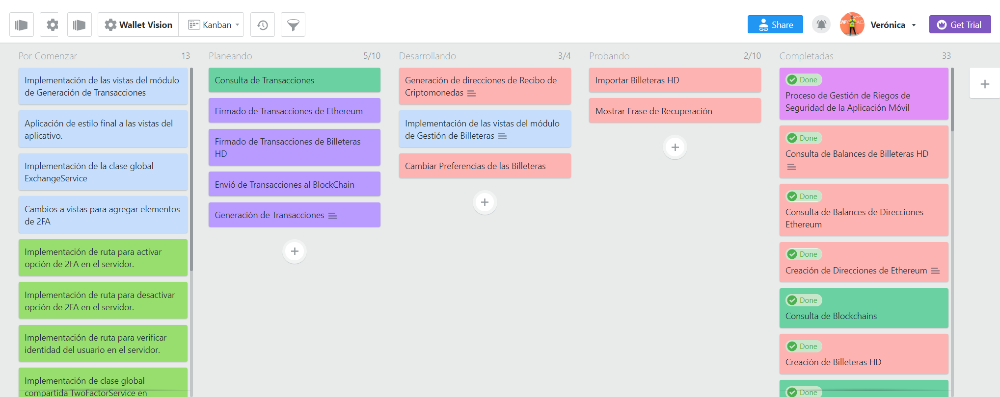 Wallet Vision
Kanban
Share
Verónica
Get Trial
Por Comenzar 13
Implementación de las vistas del módulo
de Generación de Transacciones
Aplicación de estilo final a las vistas del
aplicativo.
Implementación de la clase global
ExchangeService
Cambios a vistas para agregar elementos
de 2FA
Implementación de ruta para activar
opción de 2FA en el servidor.
Implementación de ruta para desactivar
opción de 2FA en el servidor.
Implementación de ruta para verificar
identidad del usuario en el servidor.
Implementación de clase global
compartida TwoFactorService en
Planeando 5/10
Consulta de Transacciones
Firmado de Transacciones de Ethereum
Firmado de Transacciones de Billeteras
HD
Envió de Transacciones al BlockChain
Generación de Transacciones
Desarrollando 3/4
Generación de direcciones de Recibo de
Criptomonedas
Implementación de las vistas del módulo
de Gestión de Billeteras
Cambiar Preferencias de las Billeteras
Probando 2/10
Importar Billeteras HD
Mostrar Frase de Recuperación
Completadas 33
Done
Proceso de Gestión de Riegos de
Seguridad de la Aplicación Móvil
Done
Consulta de Balances de Billeteras HD
Done
Consulta de Balances de Direcciones
Ethereum
Done
Creación de Direcciones de Ethereum
Done
Consulta de Blockchains
Done
Creación de Billeteras HD
Done